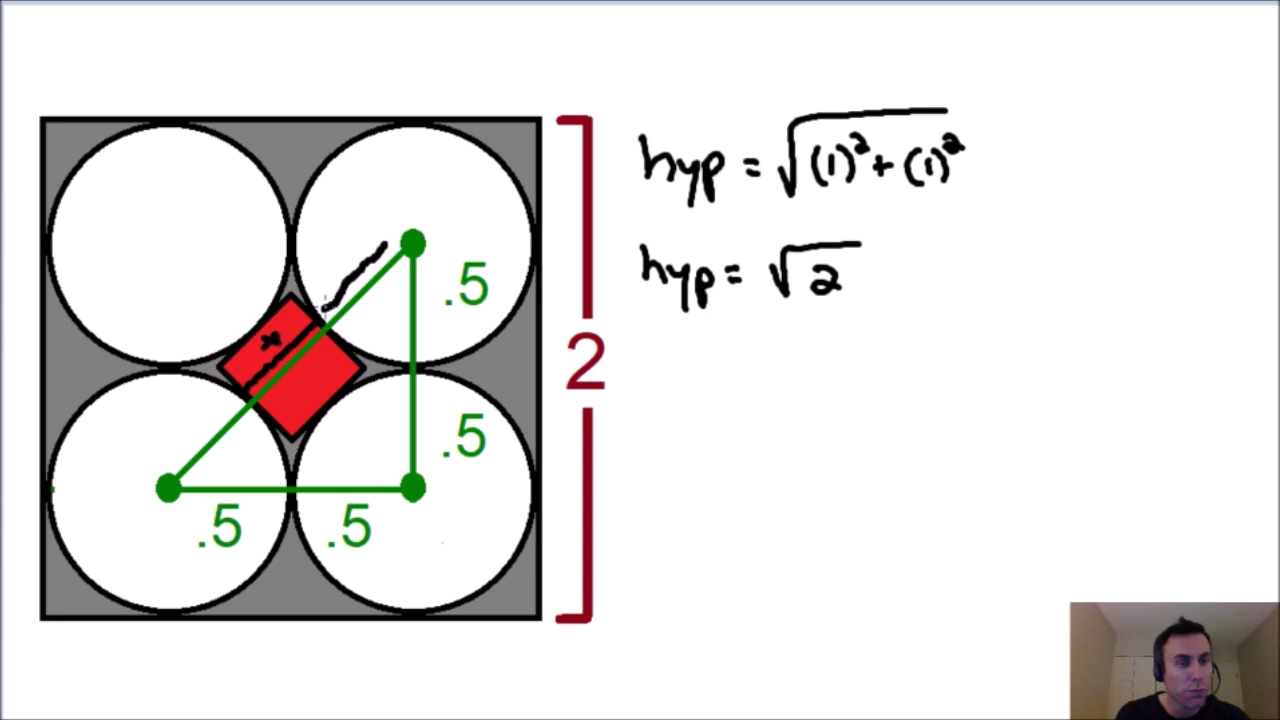 hyp = √(1)² + (1)²
hyp = √2
.5
x
2
.5
.5 .5